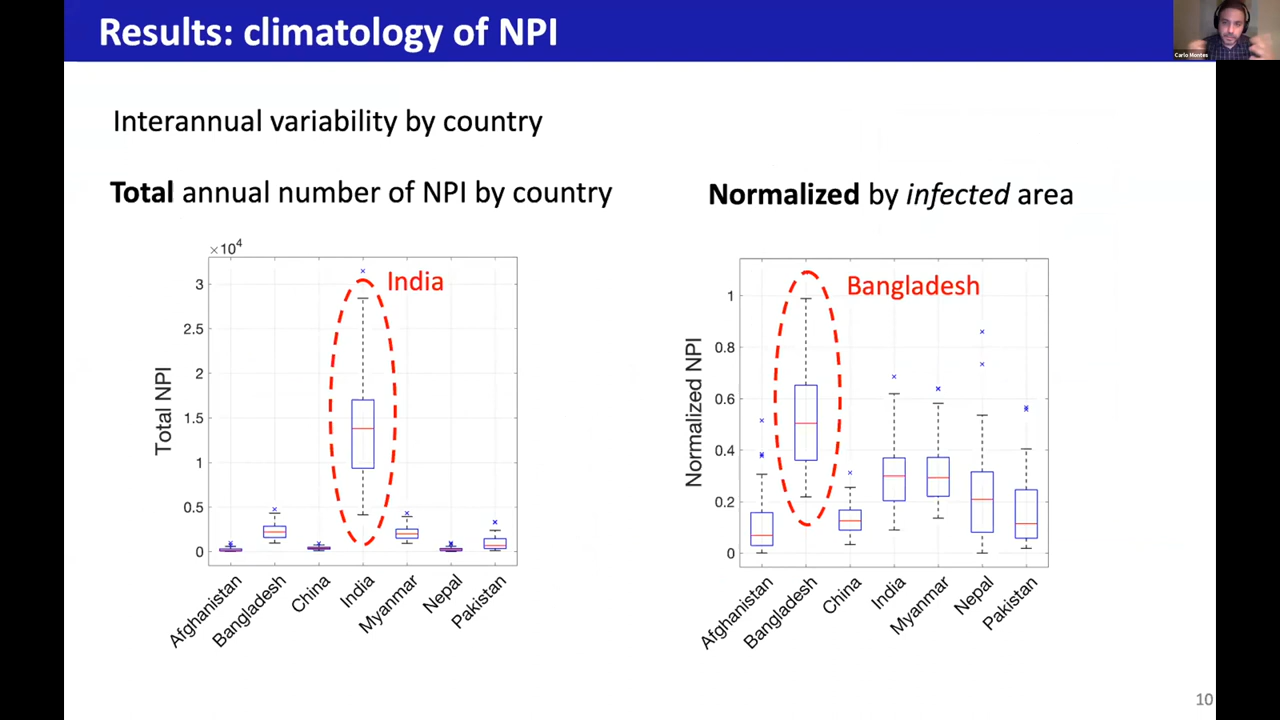 Results: climatology of NPI
Carlo Montes
Interannual variability by country
Total annual number of NPI by country
Normalized by infected area
×10⁴
India
3
2.5
2
1.5
1
0.5
0
Total NPI
Afghanistan
Bangladesh
China
India
Myanmar
Nepal
Pakistan
Bangladesh
1
0.8
0.6
0.4
0.2
0
Normalized NPI
Afghanistan
Bangladesh
China
India
Myanmar
Nepal
Pakistan
10